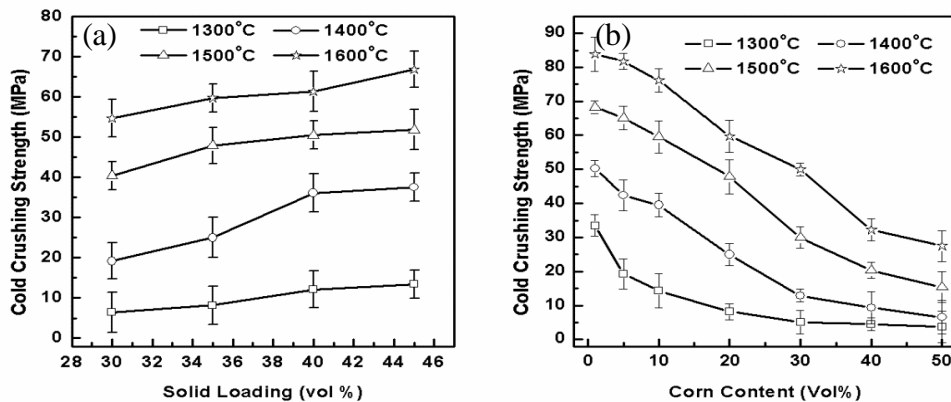 (a)
1300°C 1400°C
1500°C 1600°C
Cold Crushing Strength (MPa)
80
70
60
50
40
30
20
10
0
28 30 32 34 36 38 40 42 44 46
Solid Loading (vol %)
(b)
1300°C 1400°C
1500°C 1600°C
Cold Crushing Strength (MPa)
90
80
70
60
50
40
30
20
10
0
0 10 20 30 40 50
Corn Content (Vol%)